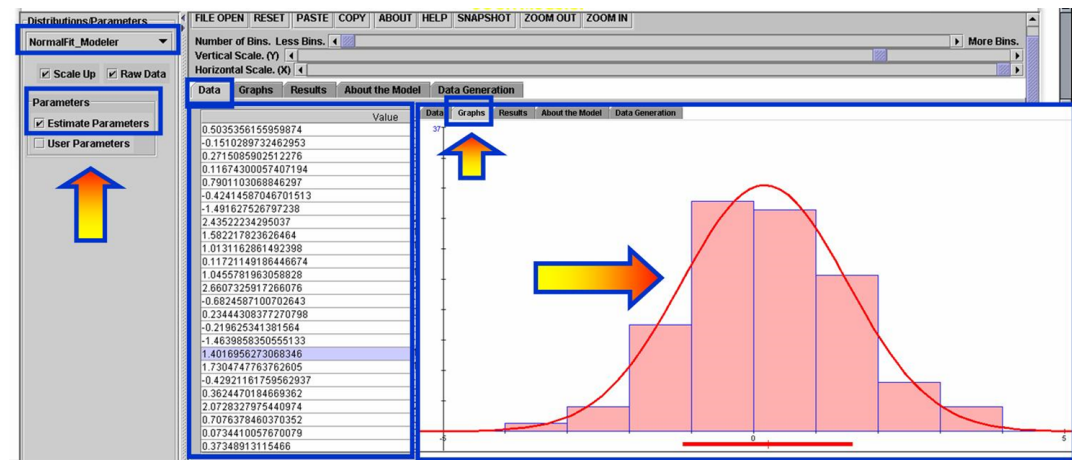 Distributions/Parameters
NormalFit_Modeler
Scale Up Raw Data
Parameters
Estimate Parameters
User Parameters
FILE OPEN RESET PASTE COPY ABOUT HELP SNAPSHOT ZOOM OUT ZOOM IN
Number of Bins. Less Bins. More Bins.
Vertical Scale. (Y)
Horizontal Scale. (X)
Data Graphs Results About the Model Data Generation
Value
0.5035356155959874
-0.1510289732462953
0.2715085902512276
0.11674300057407194
0.7901103068846297
-0.42414587046701513
-1.491627526797238
2.43522234295037
1.582217823626464
1.0131162861492398
0.11721149186446674
1.0455781963058828
2.6607325917266076
-0.6824587100702643
0.23444308377270798
-0.219625341381564
-1.4639858350555133
1.4016956273068346
1.7304747763762605
-0.42921161759562937
0.3624470184669362
2.0728327975440974
0.7076378460370352
0.0734410057670079
0.37348913115466
Data Graphs Results About the Model Data Generation
37
-5 0 5